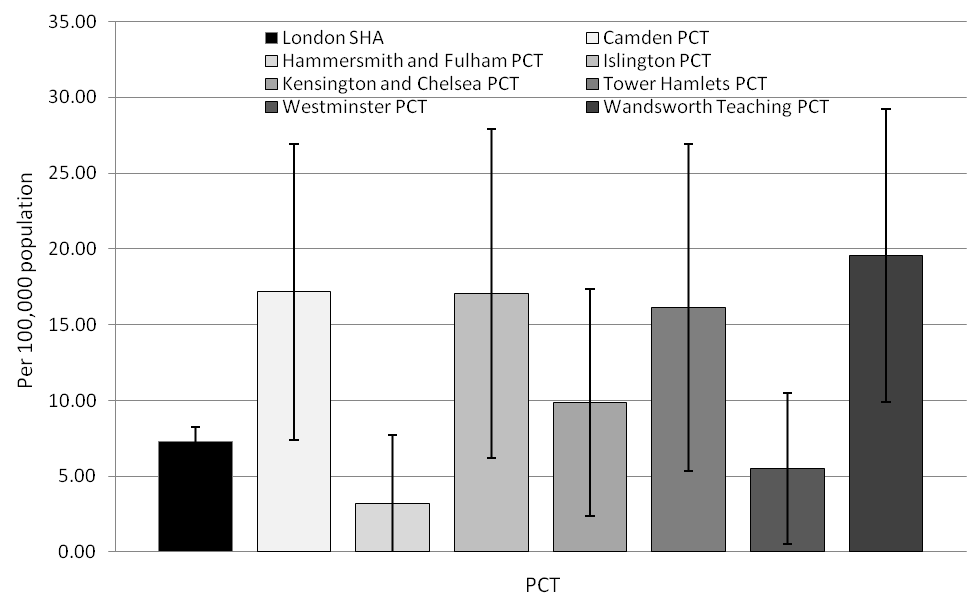 35.00
London SHA Camden PCT
Hammersmith and Fulham PCT Islington PCT
Kensington and Chelsea PCT Tower Hamlets PCT
Westminster PCT Wandsworth Teaching PCT
30.00
25.00
20.00
15.00
10.00
5.00
0.00
Per 100,000 population
PCT